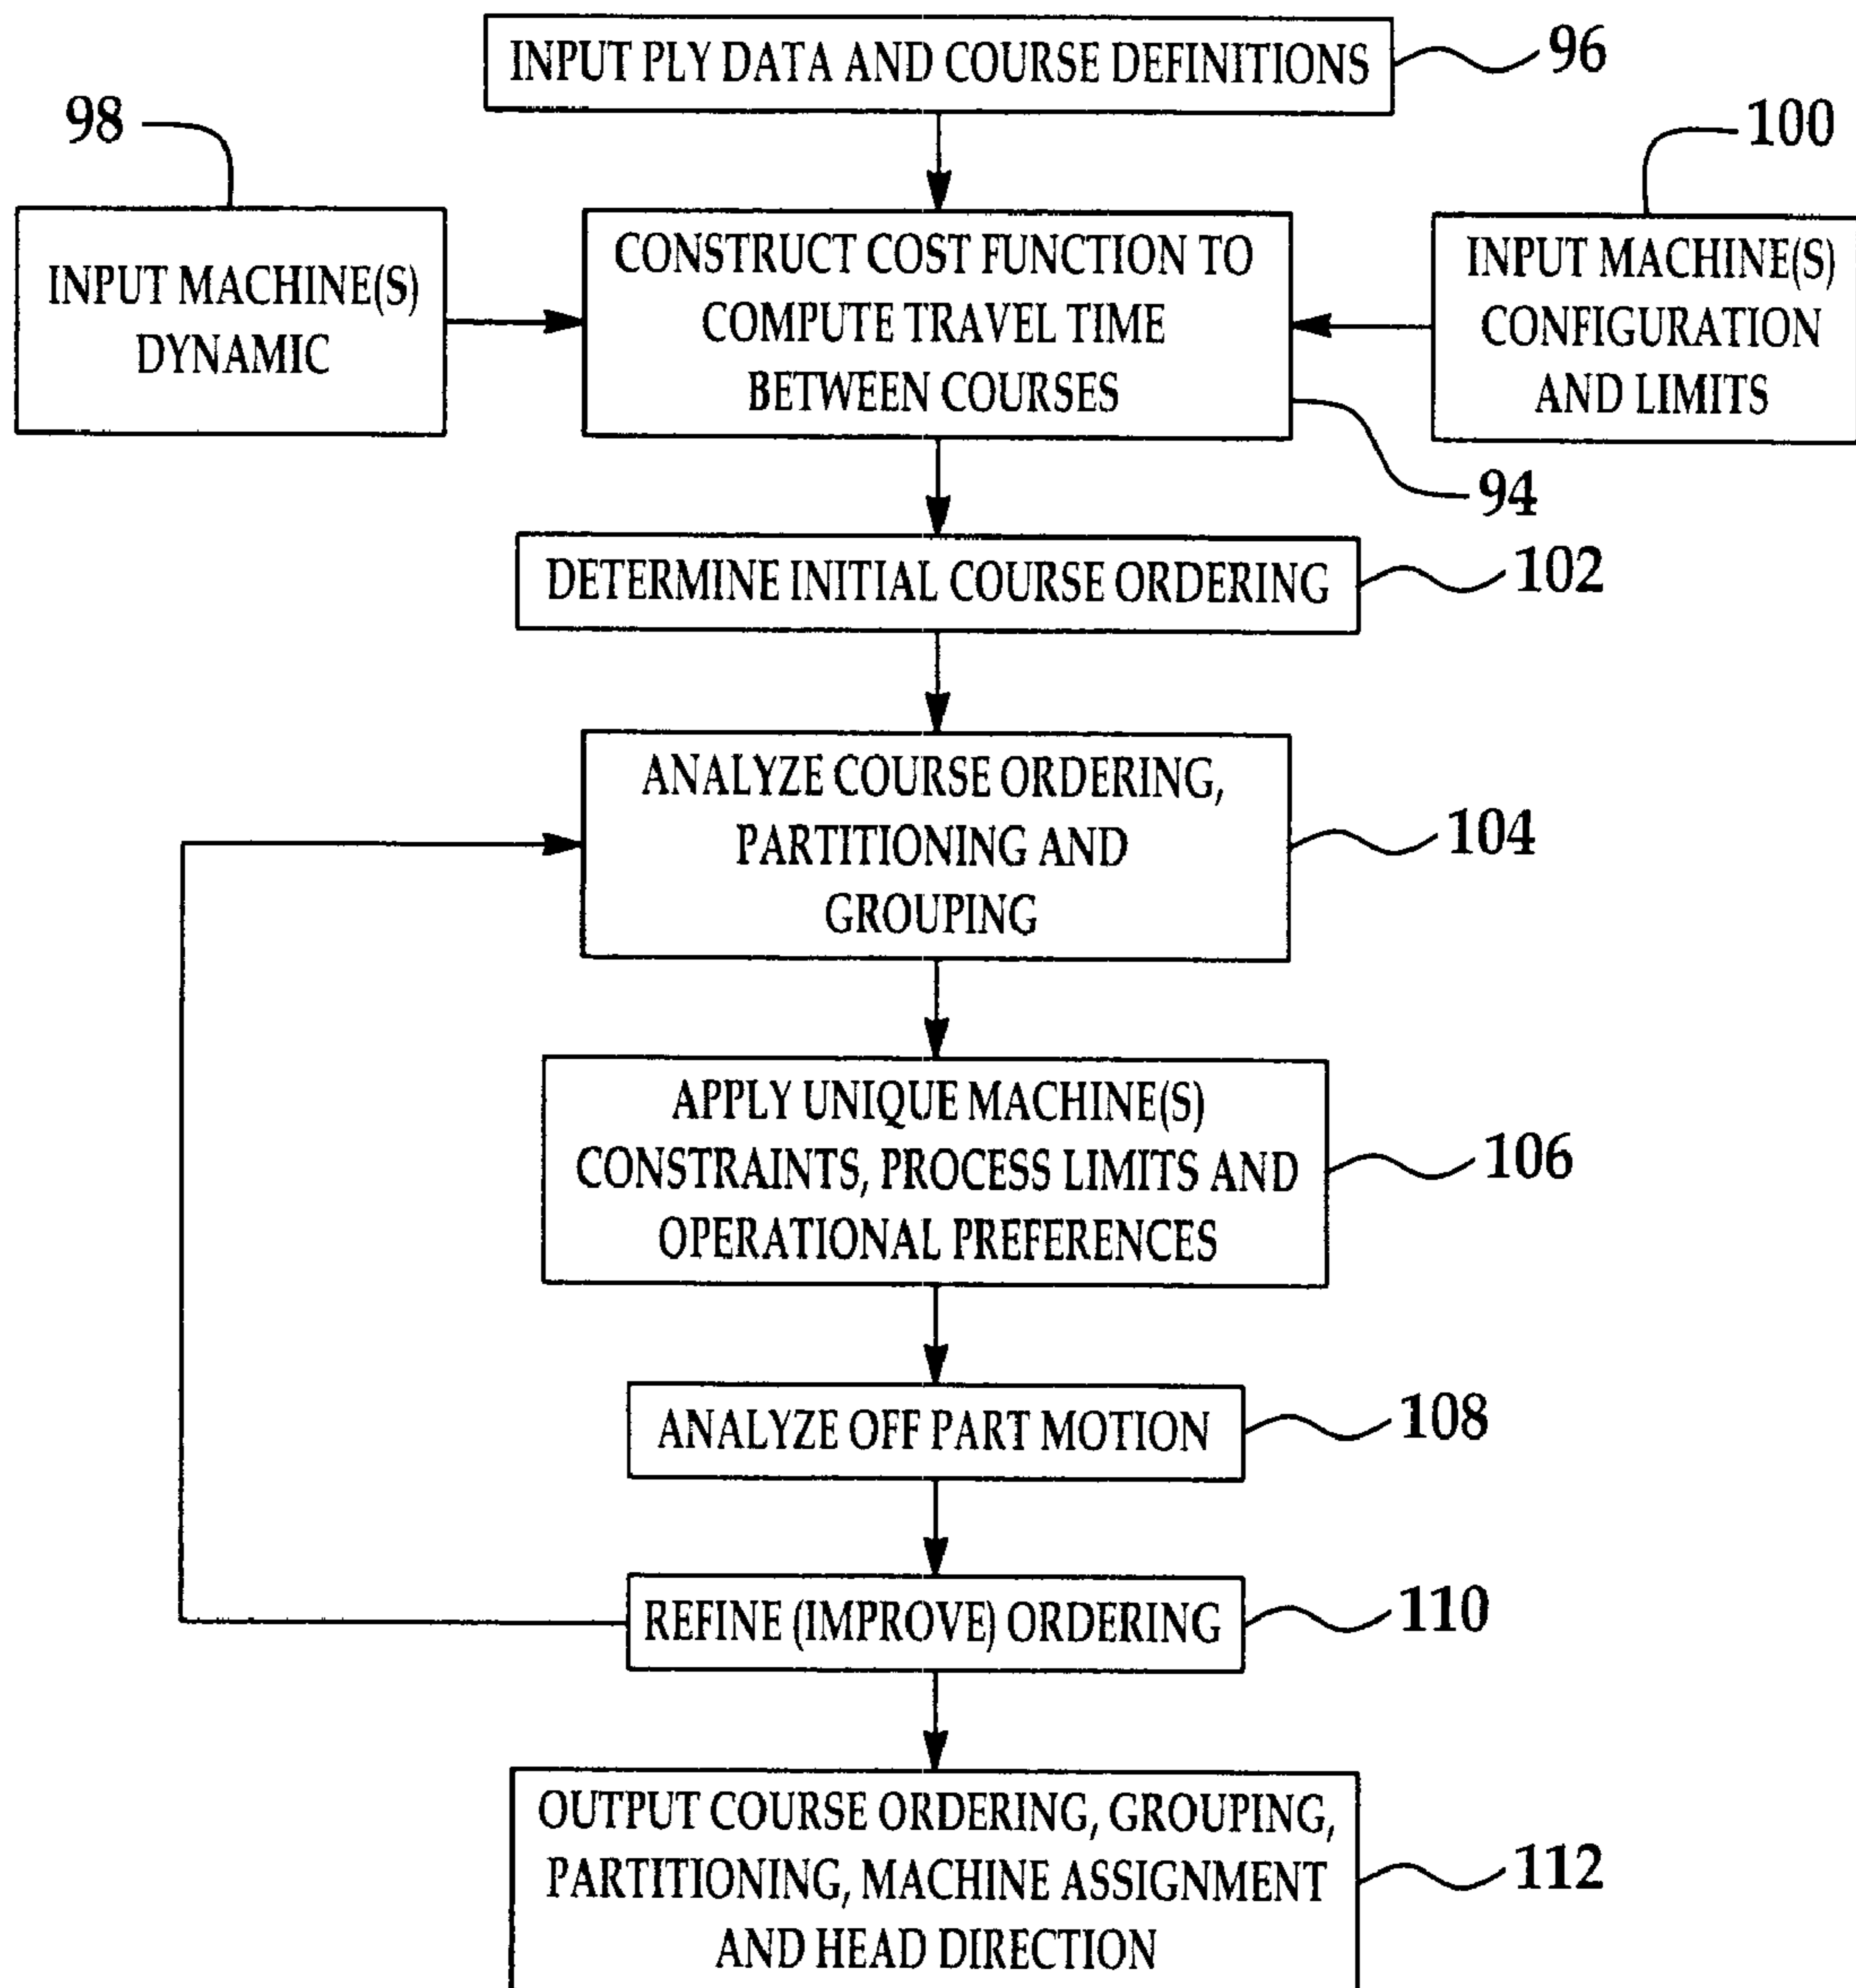 INPUT PLY DATA AND COURSE DEFINITIONS
96
98
100
INPUT MACHINE(S)
DYNAMIC
CONSTRUCT COST FUNCTION TO
COMPUTE TRAVEL TIME
BETWEEN COURSES
INPUT MACHINE(S)
CONFIGURATION
AND LIMITS
94
DETERMINE INITIAL COURSE ORDERING
102
ANALYZE COURSE ORDERING,
PARTITIONING AND
GROUPING
104
APPLY UNIQUE MACHINE(S)
CONSTRAINTS, PROCESS LIMITS AND
OPERATIONAL PREFERENCES
106
ANALYZE OFF PART MOTION
108
REFINE (IMPROVE) ORDERING
110
OUTPUT COURSE ORDERING, GROUPING,
PARTITIONING, MACHINE ASSIGNMENT
AND HEAD DIRECTION
112